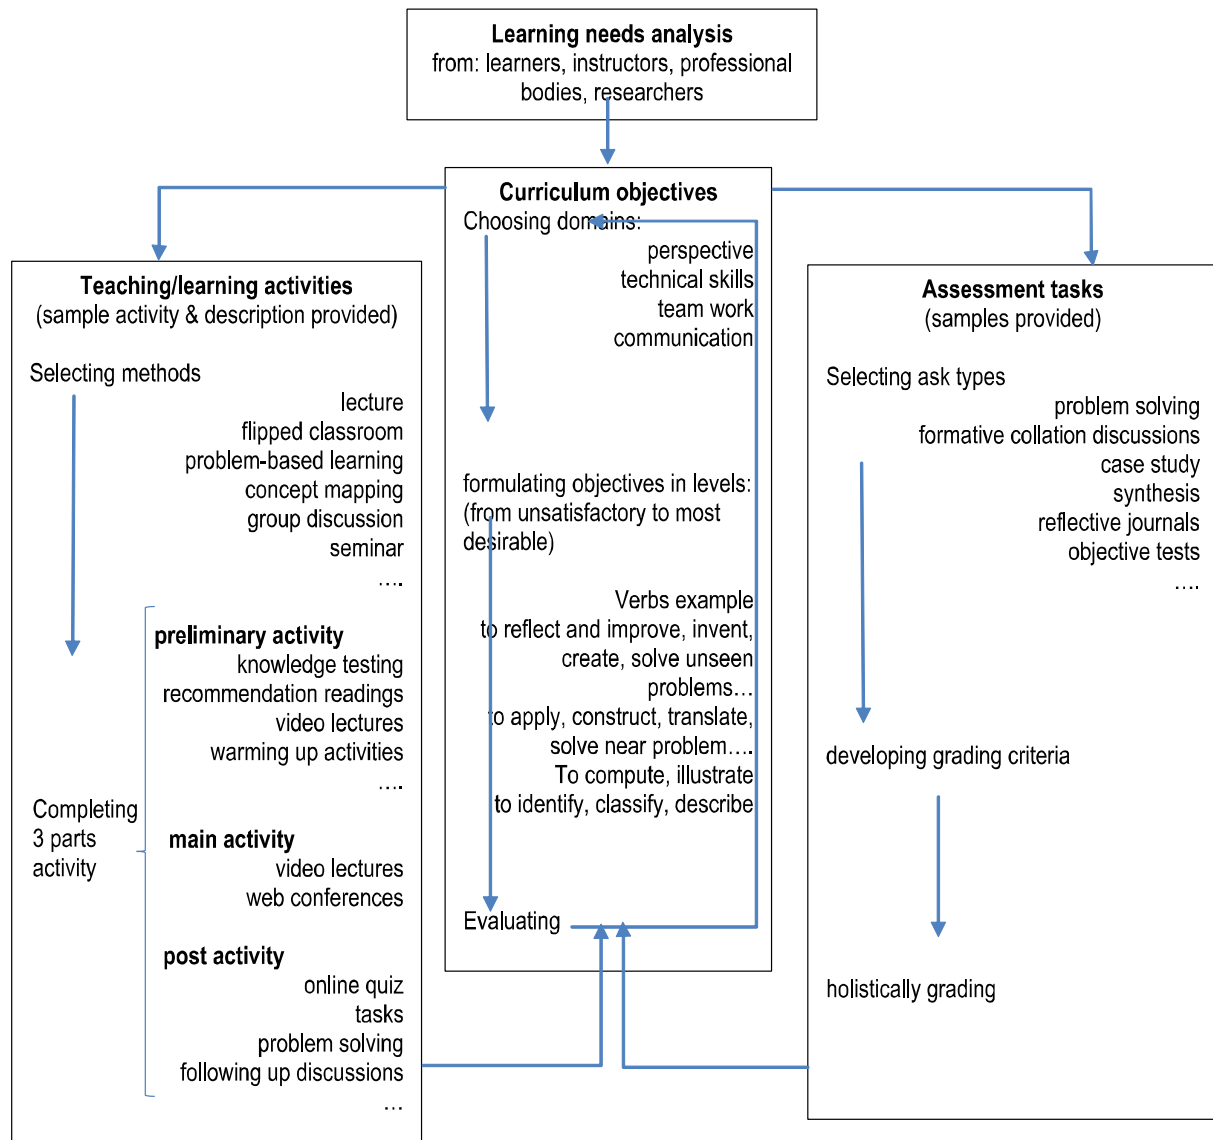 Learning needs analysis
from: learners, instructors, professional
bodies, researchers
Curriculum objectives
Choosing domains:
perspective
technical skills
team work
communication
formulating objectives in levels:
(from unsatisfactory to most
desirable)
Verbs example
to reflect and improve, invent,
create, solve unseen
problems…
to apply, construct, translate,
solve near problem….
To compute, illustrate
to identify, classify, describe
Evaluating
Teaching/learning activities
(sample activity & description provided)
Selecting methods
lecture
flipped classroom
problem-based learning
concept mapping
group discussion
seminar
….
preliminary activity
knowledge testing
recommendation readings
video lectures
warming up activities
….
Completing
3 parts
activity
main activity
video lectures
web conferences
post activity
online quiz
tasks
problem solving
following up discussions
…
Assessment tasks
(samples provided)
Selecting ask types
problem solving
formative collation discussions
case study
synthesis
reflective journals
objective tests
….
developing grading criteria
holistically grading